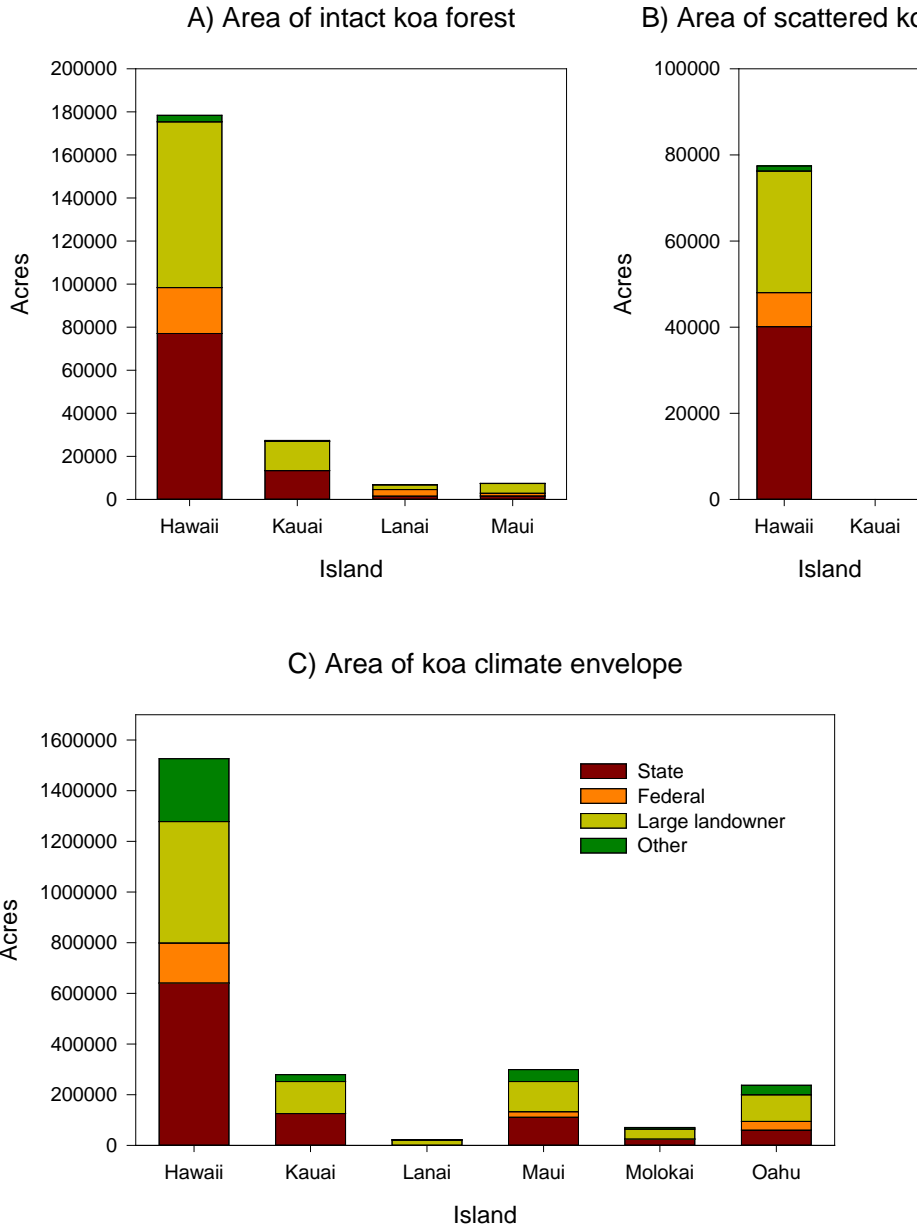 A) Area of intact koa forest
200000
180000
160000
140000
120000
100000
80000
60000
40000
20000
0
Acres
Hawaii Kauai Lanai Maui
Island
B) Area of scattered
100000
80000
60000
40000
20000
0
Acres
Hawaii Kauai
Island
C) Area of koa climate envelope
1600000
1400000
1200000
1000000
800000
600000
400000
200000
0
Acres
State
Federal
Large landowner
Other
Hawaii Kauai Lanai Maui Molokai Oahu
Island